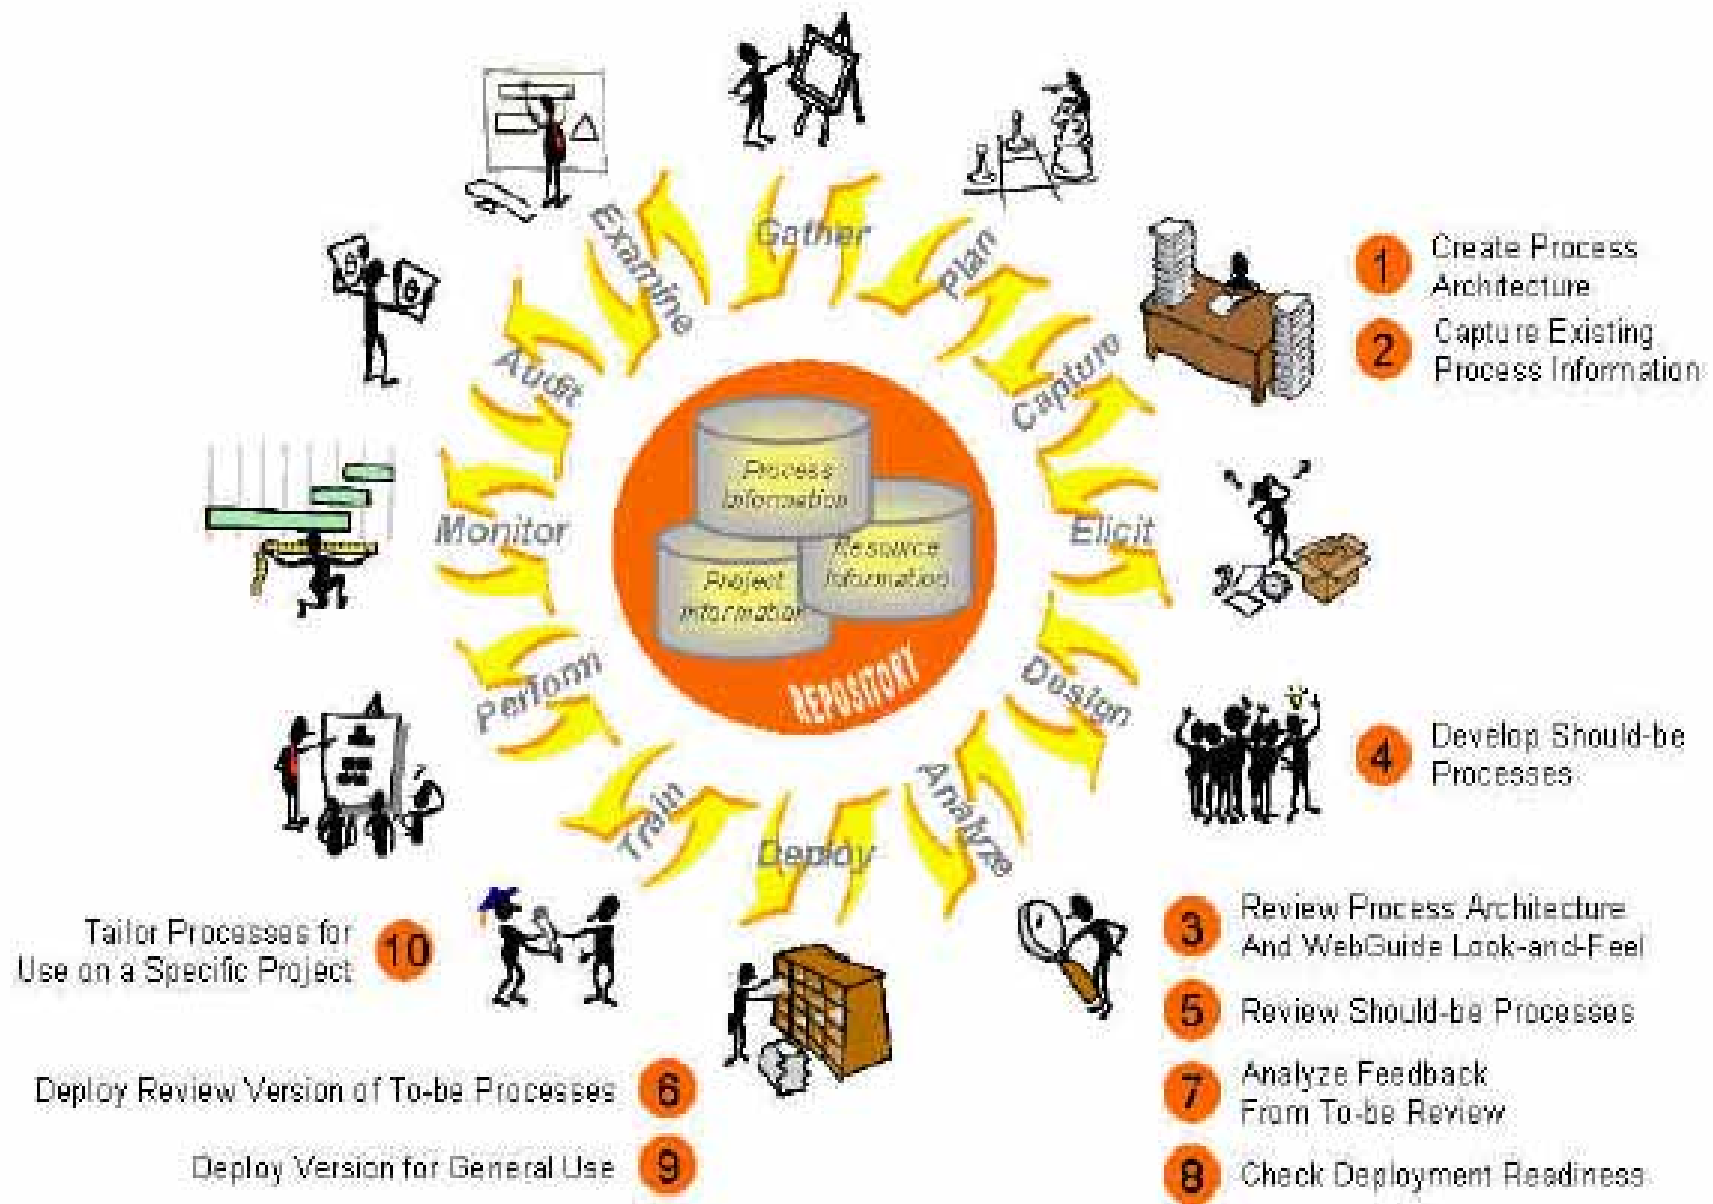 Gather
Plan
Capture
Elicit
Design
Analyze
Deploy
Train
Perform
Monitor
Audit
Examine
Process
Information
Resource
Information
Project
Information
REPOSITORY
1
Create Process
Architecture
2
Capture Existing
Process Information
4
Develop Should-be
Processes
3
Review Process Architecture
And WebGuide Look-and-Feel
5
Review Should-be Processes
7
Analyze Feedback
From To-be Review
8
Check Deployment Readiness
Tailor Processes for
Use on a Specific Project
10
Deploy Review Version of To-be Processes
6
Deploy Version for General Use
9